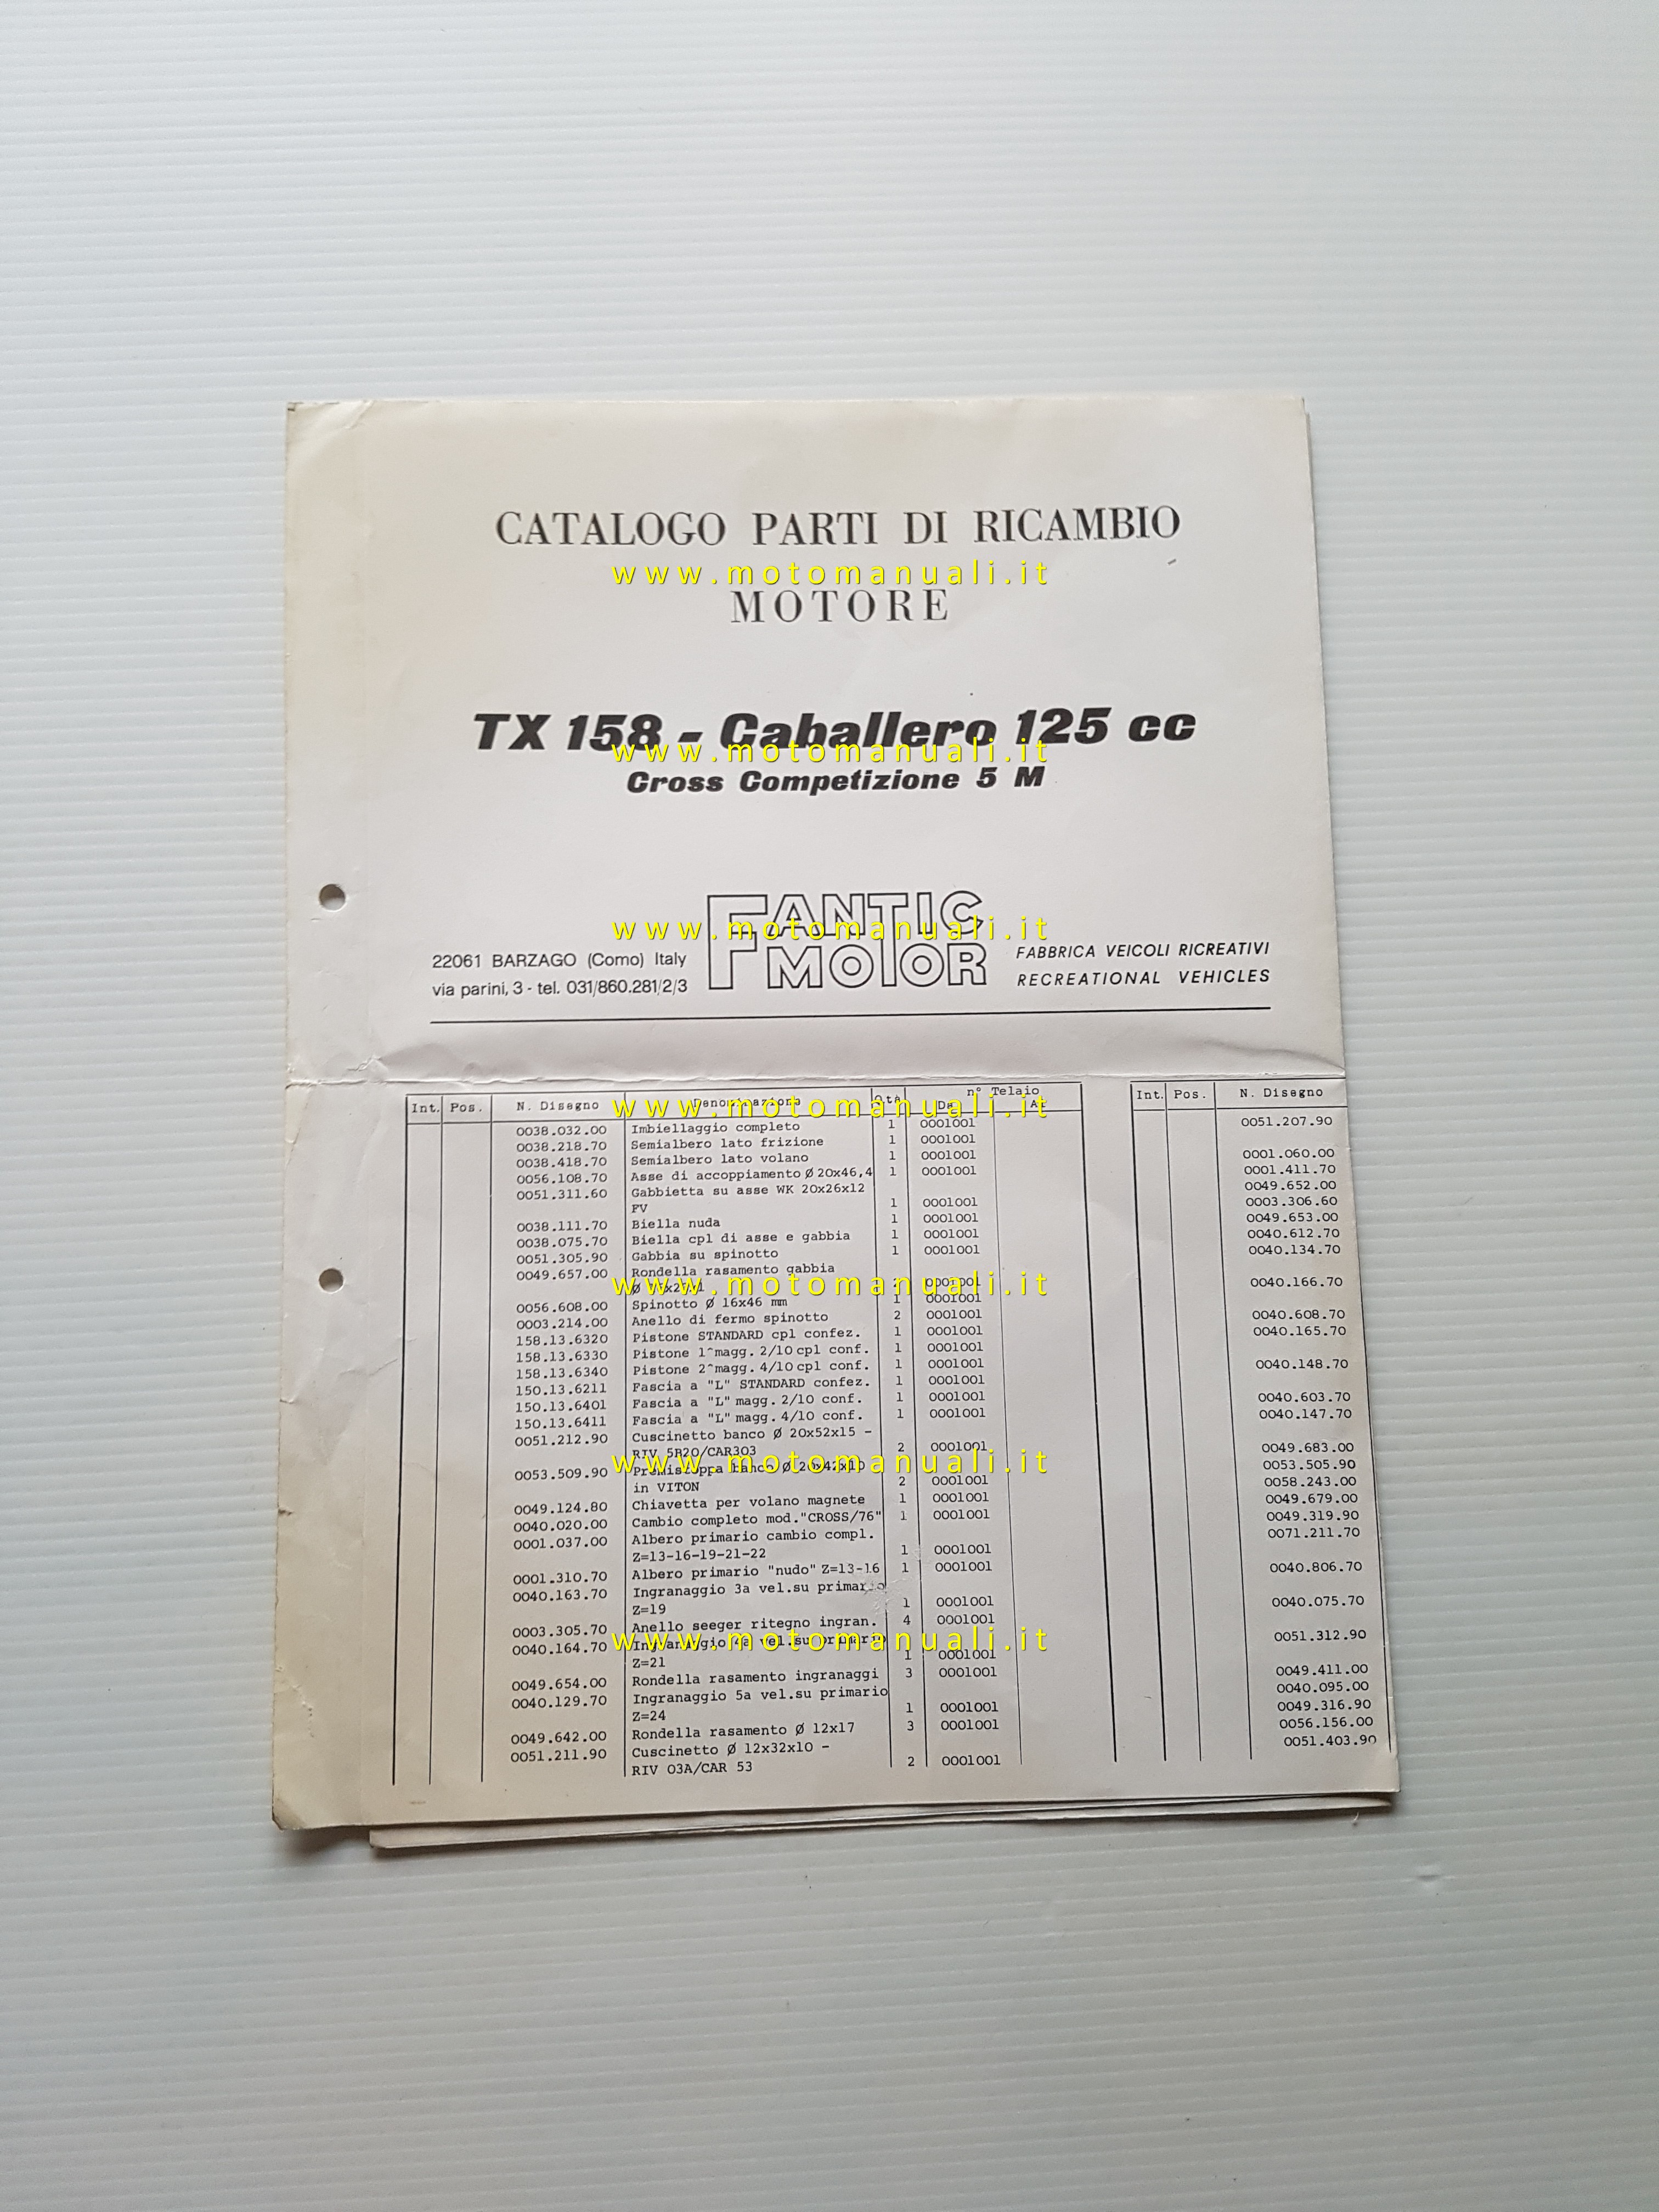 CATALOGO PARTI DI RICAMBIO
www.motomanuali.it
MOTORE
TX 158 - Caballero 125 cc
www.motomanuali.it
Cross Competizione 5 M
FANTIC MOTOR
www.motomanuali.it
22061 BARZAGO (Como) Italy
via parini, 3 - tel. 031/860.281/2/3
FABBRICA VEICOLI RICREATIVI
RECREATIONAL VEHICLES
Int. Pos. N. Disegno Denominazione Q.tà n° Telaio
Da Al
www.motomanuali.it
0038.032.00 Imbiellaggio completo 1 0001001
0038.218.70 Semialbero lato frizione 1 0001001
0038.418.70 Semialbero lato volano 1 0001001
0056.108.70 Asse di accoppiamento Ø 20x46,4 1 0001001
0051.311.60 Gabbietta su asse WK 20x26x12
FV 1 0001001
0038.111.70 Biella nuda 1 0001001
0038.075.70 Biella cpl di asse e gabbia 1 0001001
0051.305.90 Gabbia su spinotto 1 0001001
0049.657.00 Rondella rasamento gabbia
0001001
www.motomanuali.it
0056.608.00 Spinotto Ø 16x46 mm 1 0001001
0003.214.00 Anello di fermo spinotto 2 0001001
158.13.6320 Pistone STANDARD cpl confez. 1 0001001
158.13.6330 Pistone 1^magg. 2/10 cpl conf. 1 0001001
158.13.6340 Pistone 2^magg. 4/10 cpl conf. 1 0001001
150.13.6211 Fascia a "L" STANDARD confez. 1 0001001
150.13.6401 Fascia a "L" magg. 2/10 conf. 1 0001001
150.13.6411 Fascia a "L" magg. 4/10 conf. 1 0001001
0051.212.90 Cuscinetto banco Ø 20x52x15 -
RIV 5B20/CAR303 2 0001001
www.motomanuali.it
0053.509.90 Premistoppa banco Ø
in VITON 2 0001001
0049.124.80 Chiavetta per volano magnete 1 0001001
0040.020.00 Cambio completo mod."CROSS/76" 1 0001001
0001.037.00 Albero primario cambio compl.
Z=13-16-19-21-22 1 0001001
0001.310.70 Albero primario "nudo" Z=13-16 1 0001001
0040.163.70 Ingranaggio 3a vel.su primario
Z=19 1 0001001
0003.305.70 Anello seeger ritegno ingran. 4 0001001
0040.164.70 Ingranaggio 4a vel.su primario
www.motomanuali.it
Z=21 1 0001001
0049.654.00 Rondella rasamento ingranaggi 3 0001001
0040.129.70 Ingranaggio 5a vel.su primario
Z=24 1 0001001
0049.642.00 Rondella rasamento Ø 12x17 3 0001001
0051.211.90 Cuscinetto Ø 12x32x10 -
RIV 03A/CAR 53 2 0001001
Int. Pos. N. Disegno
0051.207.90
0001.060.00
0001.411.70
0049.652.00
0003.306.60
0049.653.00
0040.612.70
0040.134.70
0040.166.70
0040.608.70
0040.165.70
0040.148.70
0040.603.70
0040.147.70
0049.683.00
0053.505.90
0058.243.00
0049.679.00
0049.319.90
0071.211.70
0040.806.70
0040.075.70
0051.312.90
0049.411.00
0040.095.00
0049.316.90
0056.156.00
0051.403.90